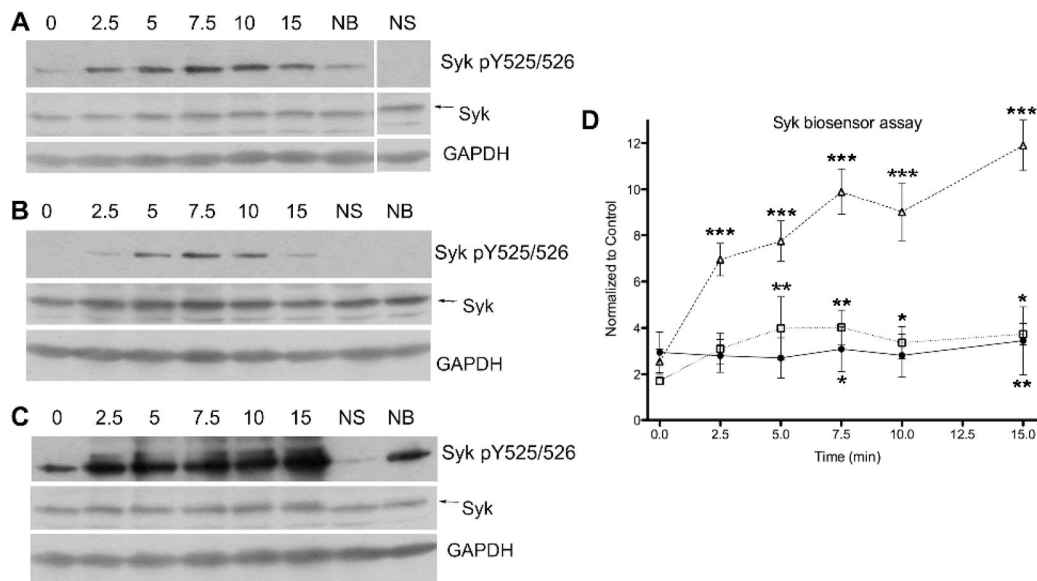 A 0 2.5 5 7.5 10 15 NB NS
Syk pY525/526
Syk
GAPDH
B 0 2.5 5 7.5 10 15 NS NB
Syk pY525/526
Syk
GAPDH
C 0 2.5 5 7.5 10 15 NS NB
Syk pY525/526
Syk
GAPDH
D Syk biosensor assay
Normalized to Control
14
12
10
8
6
4
2
0
*** *** *** *** ***
** ** * *
* **
0.0 2.5 5.0 7.5 10.0 12.5 15.0
Time (min)